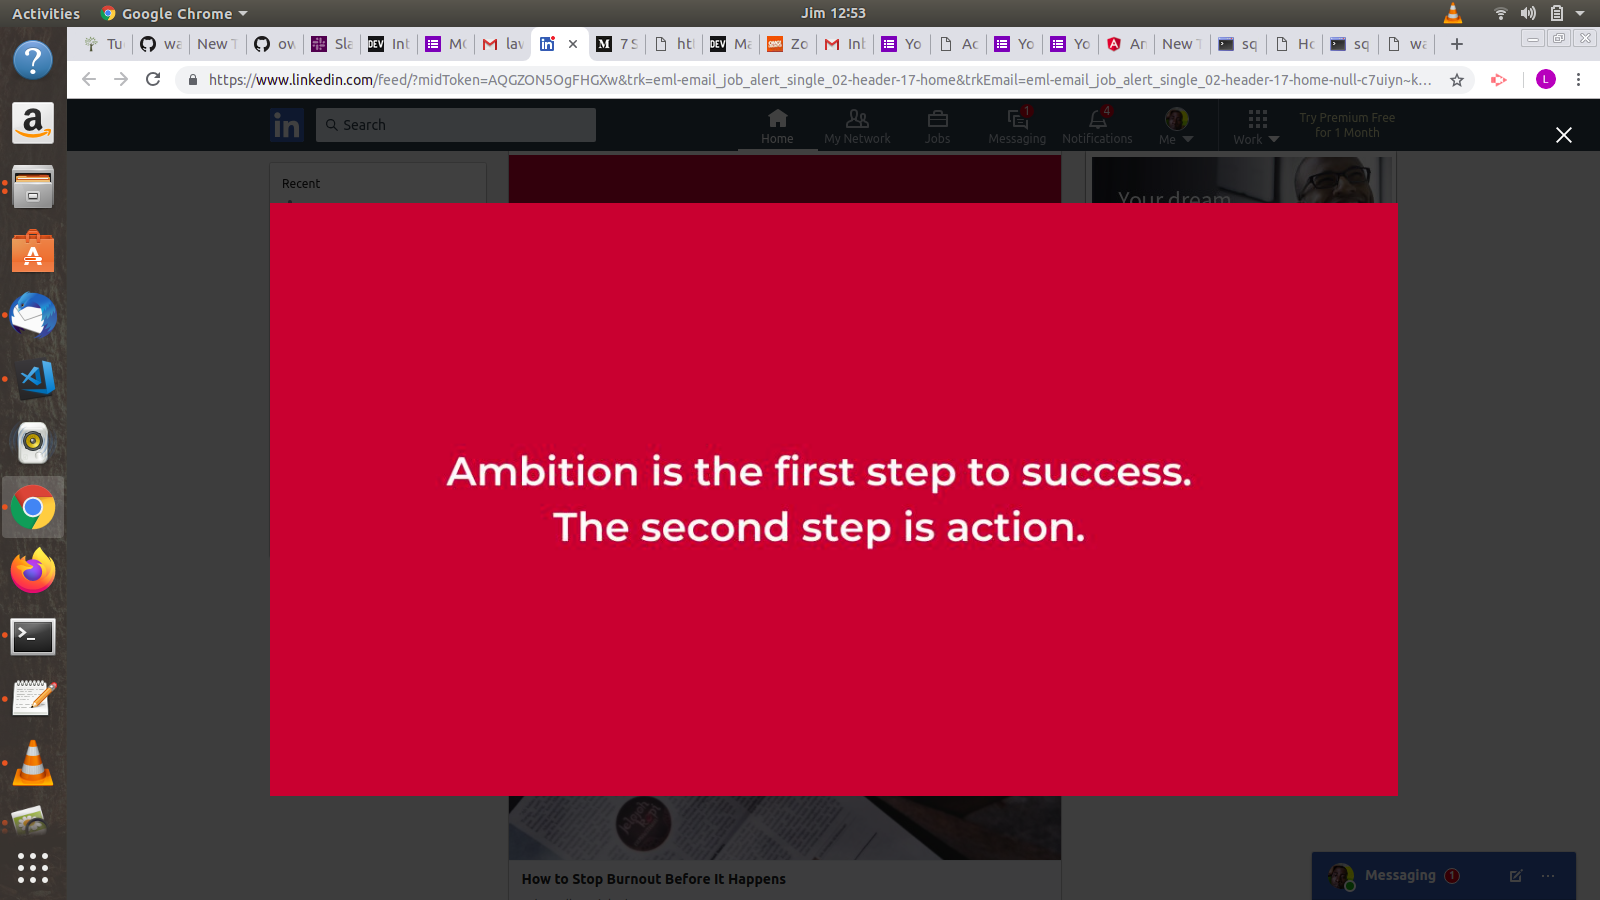 Activities
Google Chrome
Jim 12:53
Tu
wa
New T
ov
Sla
Int
MC
lav
7 S
ht
Ma
Zo
Inb
Yo
Ac
Yo
Yo
An
New T
sq
Ho
sq
wa
https://www.linkedin.com/feed/?midToken=AQGZON5OgFHGXw&trk=eml-email_job_alert_single_02-header-17-home&trkEmail=eml-email_job_alert_single_02-header-17-home-null-c7uiyn~k...
L
in
Search
Home
My Network
Jobs
1
Messaging
4
Notifications
Me
Work
Try Premium Free
for 1 Month
Recent
Your dream
Ambition is the first step to success.
The second step is action.
How to Stop Burnout Before It Happens
Messaging 1